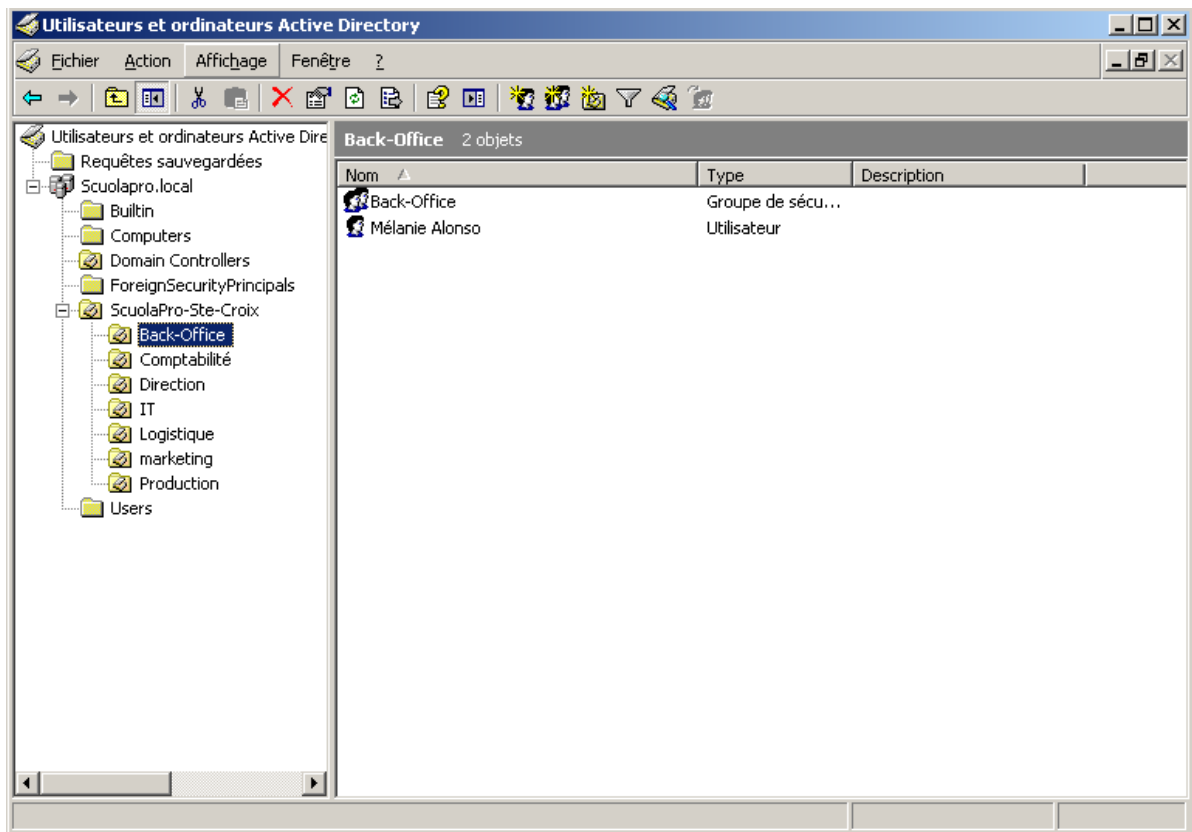 Utilisateurs et ordinateurs Active Directory
Fichier Action Affichage Fenêtre ?
Utilisateurs et ordinateurs Active Dire
Requêtes sauvegardées
Scuolapro.local
Builtin
Computers
Domain Controllers
ForeignSecurityPrincipals
ScuolaPro-Ste-Croix
Back-Office
Comptabilité
Direction
IT
Logistique
marketing
Production
Users
Back-Office 2 objets
Nom Type Description
Back-Office Groupe de sécu...
Mélanie Alonso Utilisateur